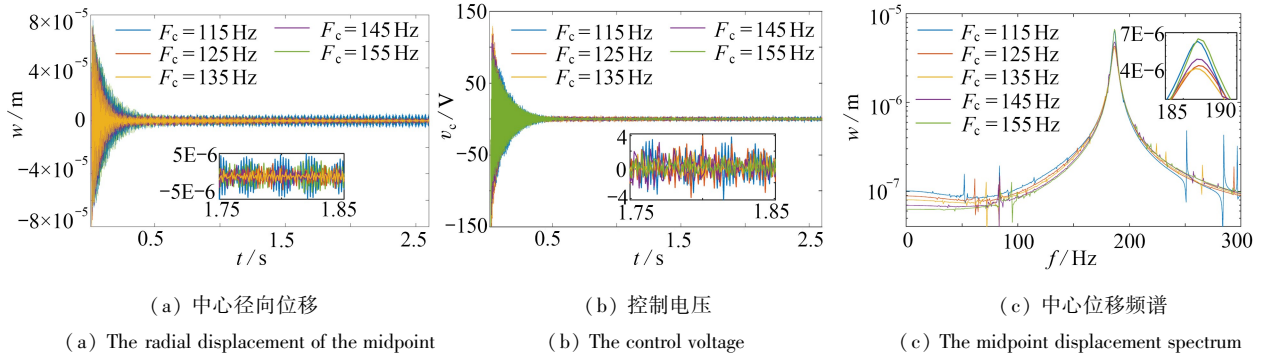 8×10⁻⁵
4×10⁻⁵
0
−4×10⁻⁵
−8×10⁻⁵
w / m
F_c = 115 Hz
F_c = 125 Hz
F_c = 135 Hz
F_c = 145 Hz
F_c = 155 Hz
5E-6
-5E-6
1.75 1.85
0.5 1.5 2.5
t / s
(a) 中心径向位移
(a) The radial displacement of the midpoint
150
50
0
−50
−150
v_c / V
F_c = 115 Hz
F_c = 125 Hz
F_c = 135 Hz
F_c = 145 Hz
F_c = 155 Hz
4
2
0
−2
−4
1.75 1.85
0.5 1.5 2.5
t / s
(b) 控制电压
(b) The control voltage
10⁻⁵
10⁻⁶
10⁻⁷
w / m
F_c = 115 Hz
F_c = 125 Hz
F_c = 135 Hz
F_c = 145 Hz
F_c = 155 Hz
7E-6
4E-6
185 190
0 100 200 300
f / Hz
(c) 中心位移频谱
(c) The midpoint displacement spectrum